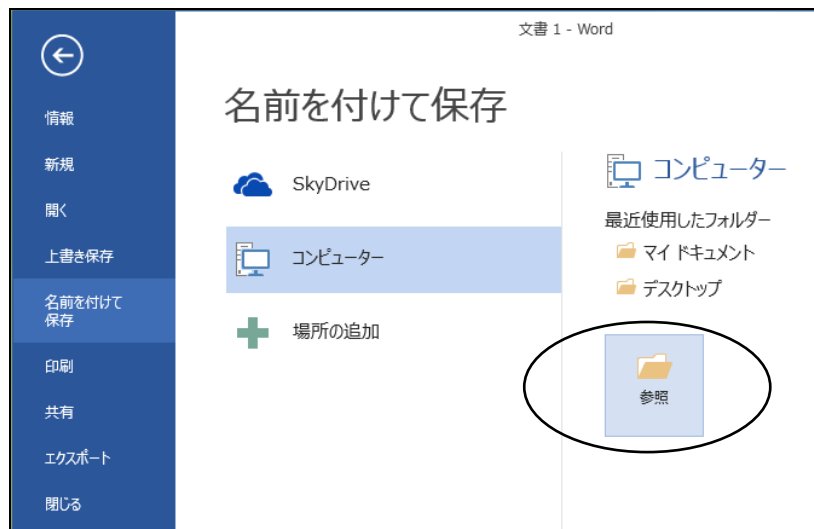 文書 1 - Word
情報
新規
開く
上書き保存
名前を付けて
保存
印刷
共有
エクスポート
閉じる
名前を付けて保存
SkyDrive
コンピューター
場所の追加
コンピューター
最近使用したフォルダー
マイ ドキュメント
デスクトップ
参照